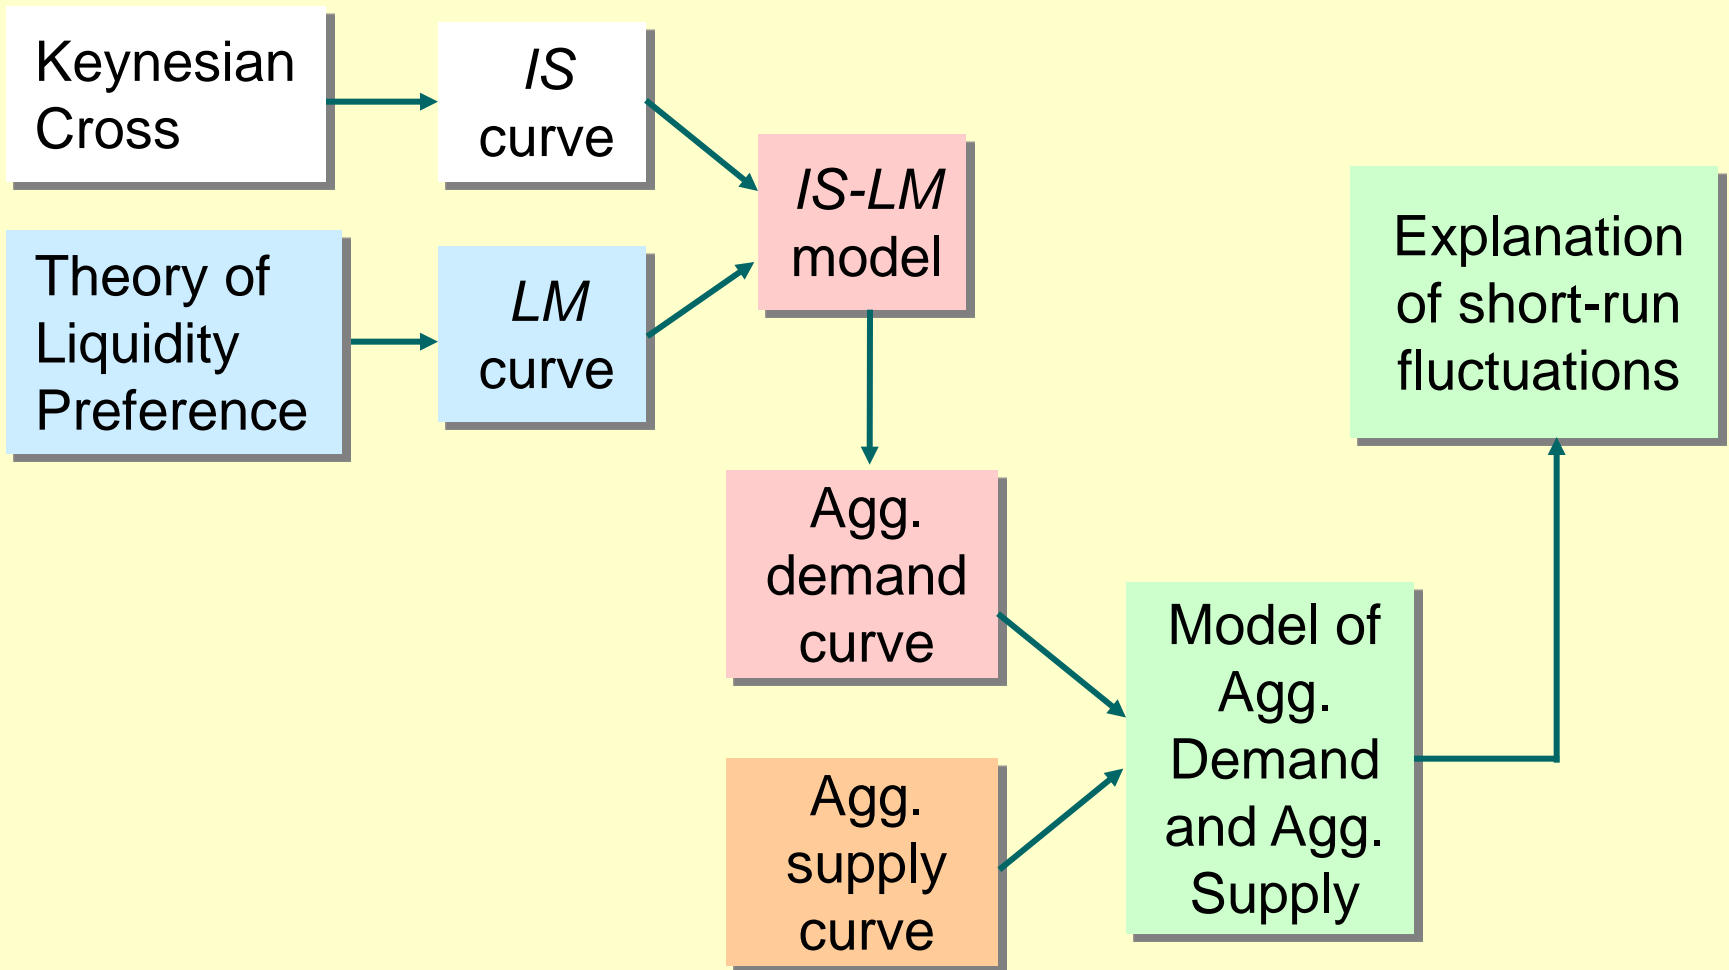 Keynesian
Cross
IS
curve
Theory of
Liquidity
Preference
LM
curve
IS-LM
model
Explanation
of short-run
fluctuations
Agg.
demand
curve
Agg.
supply
curve
Model of
Agg.
Demand
and Agg.
Supply